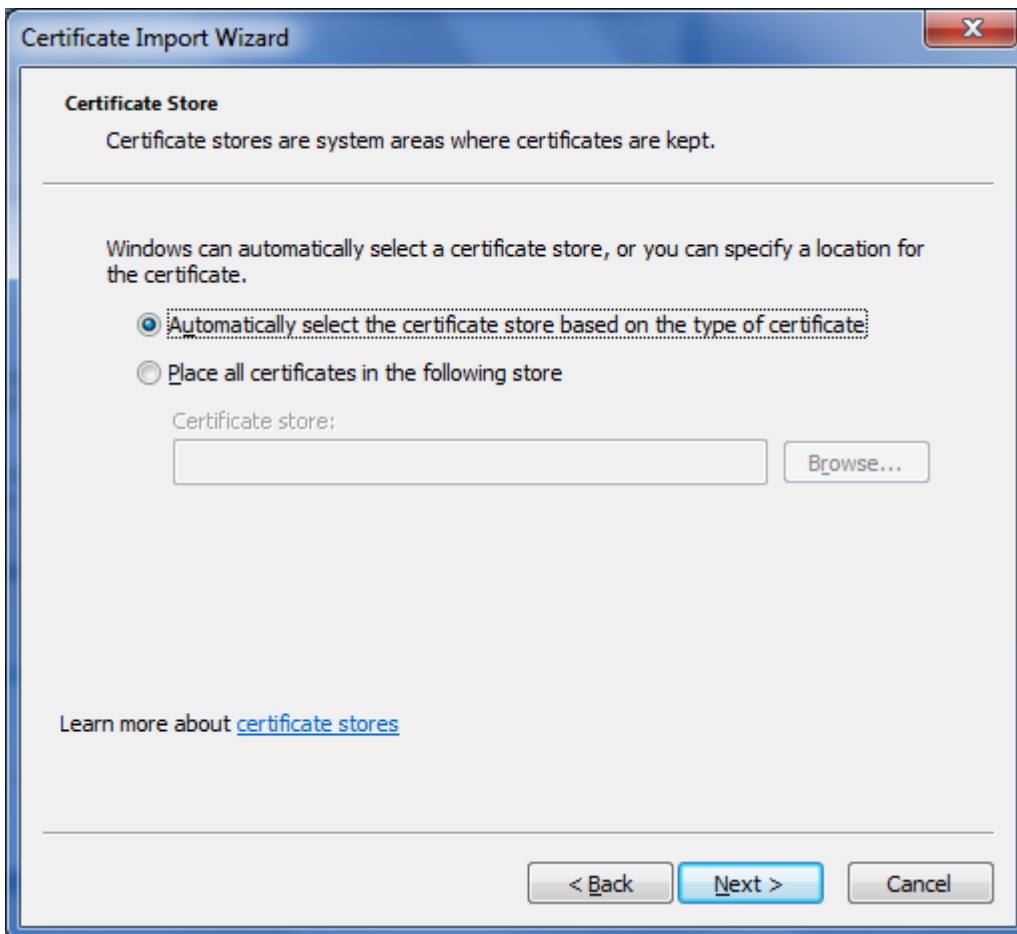 Certificate Import Wizard
Certificate Store
Certificate stores are system areas where certificates are kept.
Windows can automatically select a certificate store, or you can specify a location for
the certificate.
Automatically select the certificate store based on the type of certificate
Place all certificates in the following store
Certificate store:
Browse...
Learn more about certificate stores
< Back
Next >
Cancel